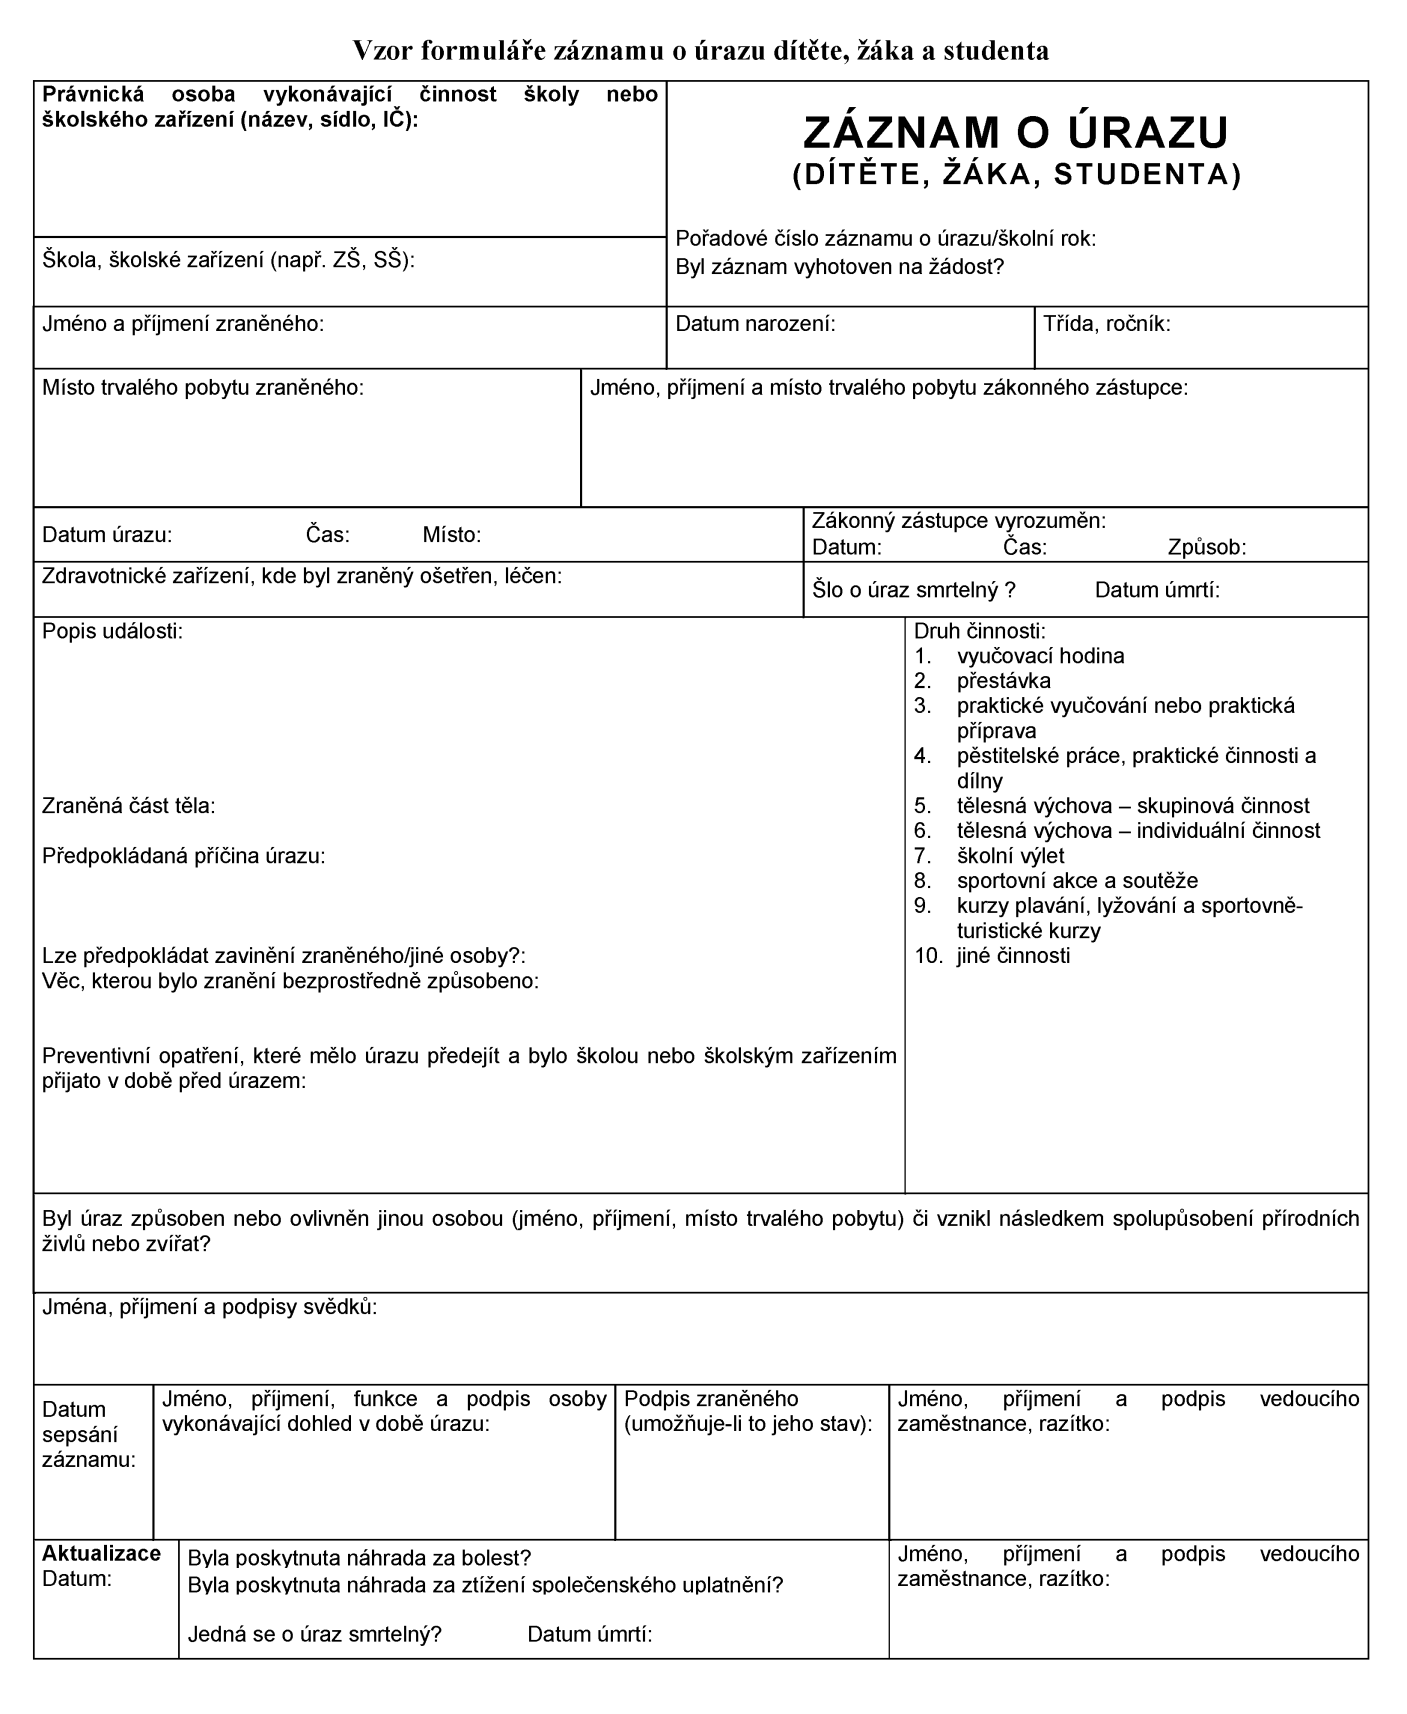 Vzor formuláře záznamu o úrazu dítěte, žáka a studenta
Právnická osoba vykonávající činnost školy nebo
školského zařízení (název, sídlo, IČ):
ZÁZNAM O ÚRAZU
(DÍTĚTE, ŽÁKA, STUDENTA)
Pořadové číslo záznamu o úrazu/školní rok:
Byl záznam vyhotoven na žádost?
Škola, školské zařízení (např. ZŠ, SŠ):
Jméno a příjmení zraněného:
Datum narození:
Třída, ročník:
Místo trvalého pobytu zraněného:
Jméno, příjmení a místo trvalého pobytu zákonného zástupce:
Datum úrazu: Čas: Místo:
Zákonný zástupce vyrozuměn:
Datum: Čas: Způsob:
Zdravotnické zařízení, kde byl zraněný ošetřen, léčen:
Šlo o úraz smrtelný ? Datum úmrtí:
Popis události:
Zraněná část těla:
Předpokládaná příčina úrazu:
Lze předpokládat zavinění zraněného/jiné osoby?:
Věc, kterou bylo zranění bezprostředně způsobeno:
Preventivní opatření, které mělo úrazu předejít a bylo školou nebo školským zařízením
přijato v době před úrazem:
Druh činnosti:
1. vyučovací hodina
2. přestávka
3. praktické vyučování nebo praktická
příprava
4. pěstitelské práce, praktické činnosti a
dílny
5. tělesná výchova – skupinová činnost
6. tělesná výchova – individuální činnost
7. školní výlet
8. sportovní akce a soutěže
9. kurzy plavání, lyžování a sportovně-
turistické kurzy
10. jiné činnosti
Byl úraz způsoben nebo ovlivněn jinou osobou (jméno, příjmení, místo trvalého pobytu) či vznikl následkem spolupůsobení přírodních
živlů nebo zvířat?
Jména, příjmení a podpisy svědků:
Datum
sepsání
záznamu:
Jméno, příjmení, funkce a podpis osoby
vykonávající dohled v době úrazu:
Podpis zraněného
(umožňuje-li to jeho stav):
Jméno, příjmení a podpis vedoucího
zaměstnance, razítko:
Aktualizace
Datum:
Byla poskytnuta náhrada za bolest?
Byla poskytnuta náhrada za ztížení společenského uplatnění?
Jedná se o úraz smrtelný? Datum úmrtí:
Jméno, příjmení a podpis vedoucího
zaměstnance, razítko: